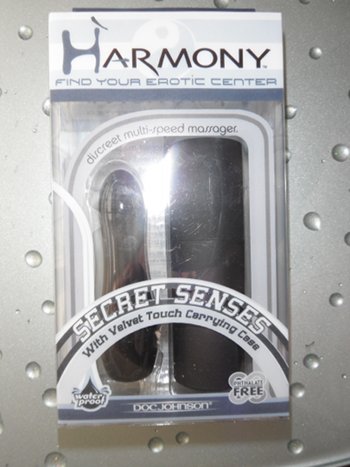 HARMONY
FIND YOUR EROTIC CENTER
discreet multi-speed massager.
SECRET SENSES
With Velvet Touch Carrying Case
water proof
PHTHALATE FREE
DOC JOHNSON